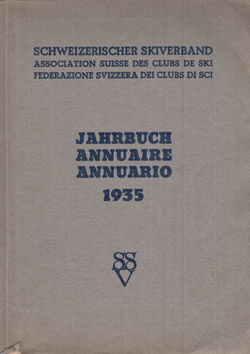 SCHWEIZERISCHER SKIVERBAND
ASSOCIATION SUISSE DES CLUBS DE SKI
FEDERAZIONE SVIZZERA DEI CLUBS DI SCI
JAHRBUCH
ANNUAIRE
ANNUARIO
1935
SSV